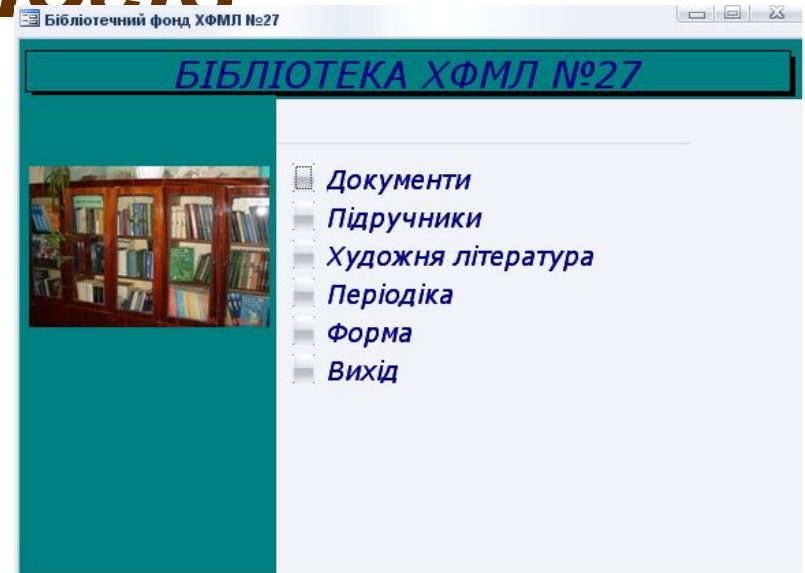 Бібліотечний фонд ХФМЛ №27
БІБЛІОТЕКА ХФМЛ №27
Документи
Підручники
Художня література
Періодіка
Форма
Вихід